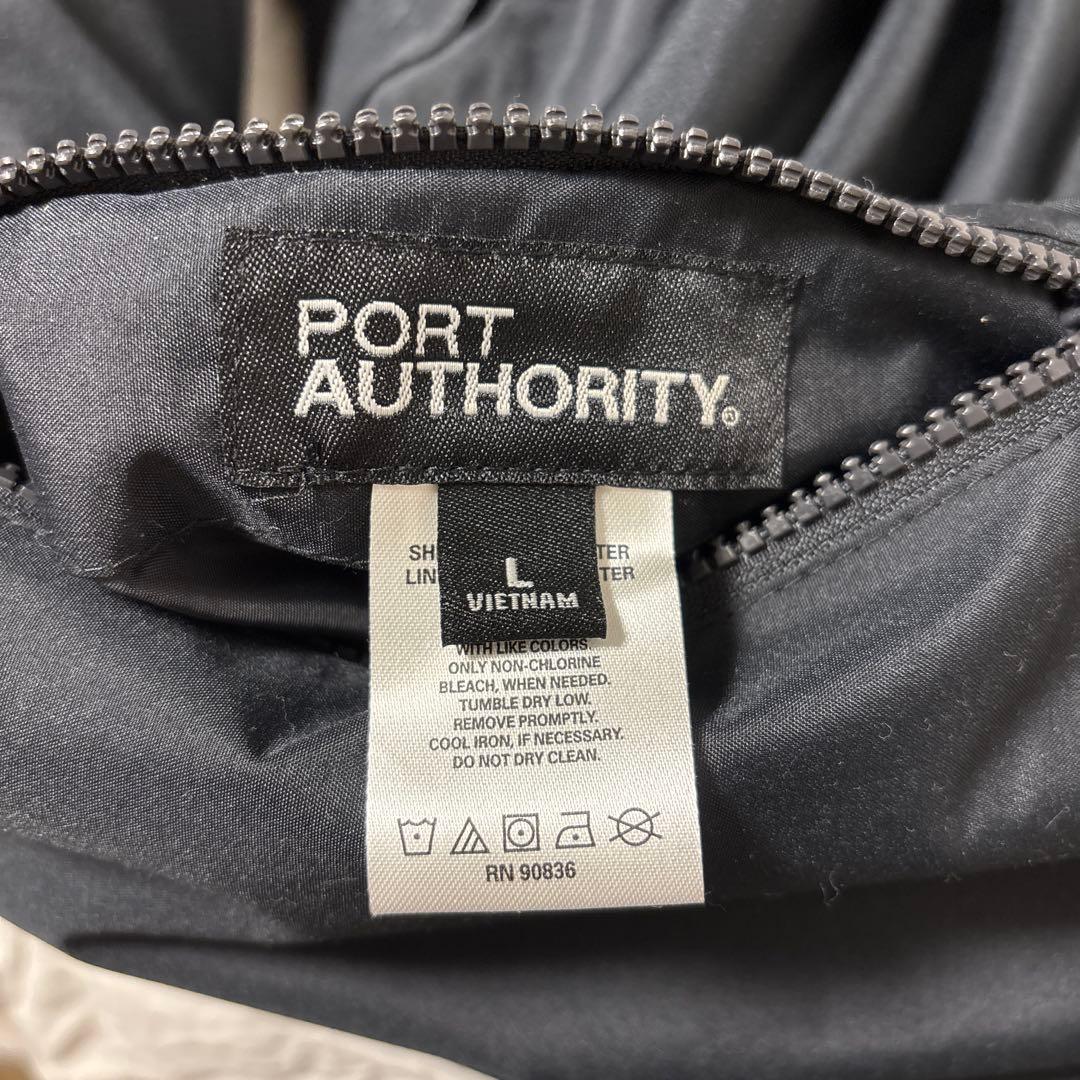 PORT
AUTHORITY®
L
VIETNAM
WITH LIKE COLORS.
ONLY NON-CHLORINE
BLEACH, WHEN NEEDED.
TUMBLE DRY LOW.
REMOVE PROMPTLY.
COOL IRON, IF NECESSARY.
DO NOT DRY CLEAN.
RN 90836